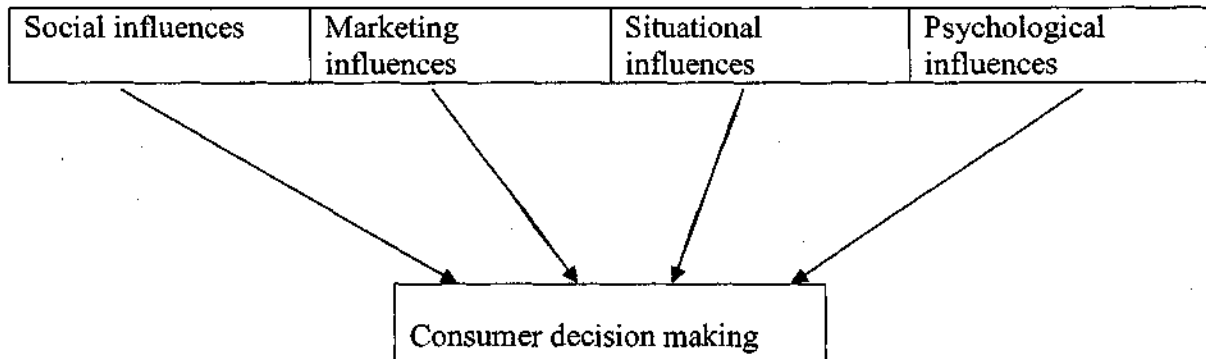 Social influences
Marketing
influences
Situational
influences
Psychological
influences
Consumer decision making